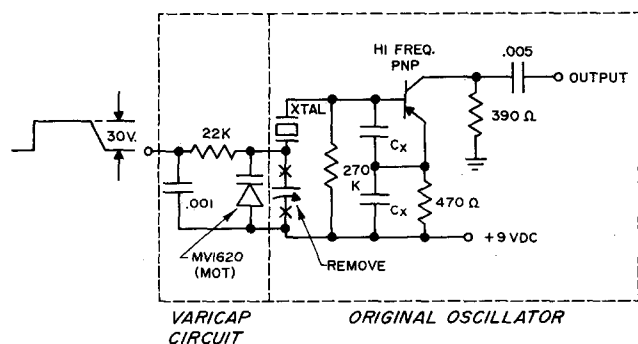 HI FREQ.
PNP
.005
OUTPUT
XTAL
390 Ω
30V.
22K
.001
270
K
Cx
Cx
470 Ω
+9 VDC
MV1620
(MOT)
REMOVE
VARICAP
CIRCUIT
ORIGINAL OSCILLATOR